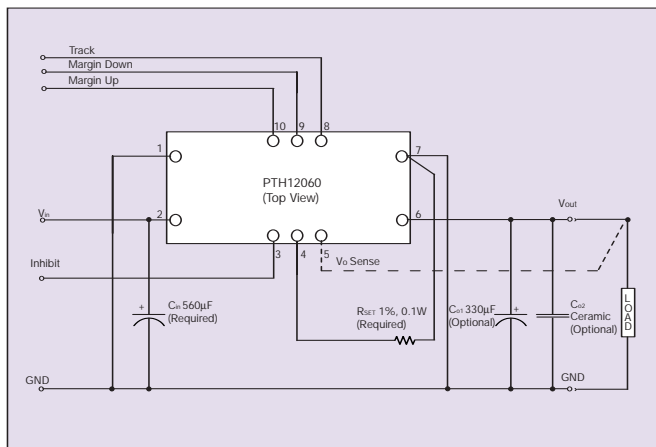 Track
Margin Down
Margin Up
10 9 8
1
7
PTH12060
(Top View)
Vin
2
6
Vout
3 4 5
Inhibit
Vo Sense
+
Cin 560µF
(Required)
RSET 1%, 0.1W
(Required)
Co1 330µF
(Optional)
+
Co2
Ceramic
(Optional)
LOAD
GND
GND